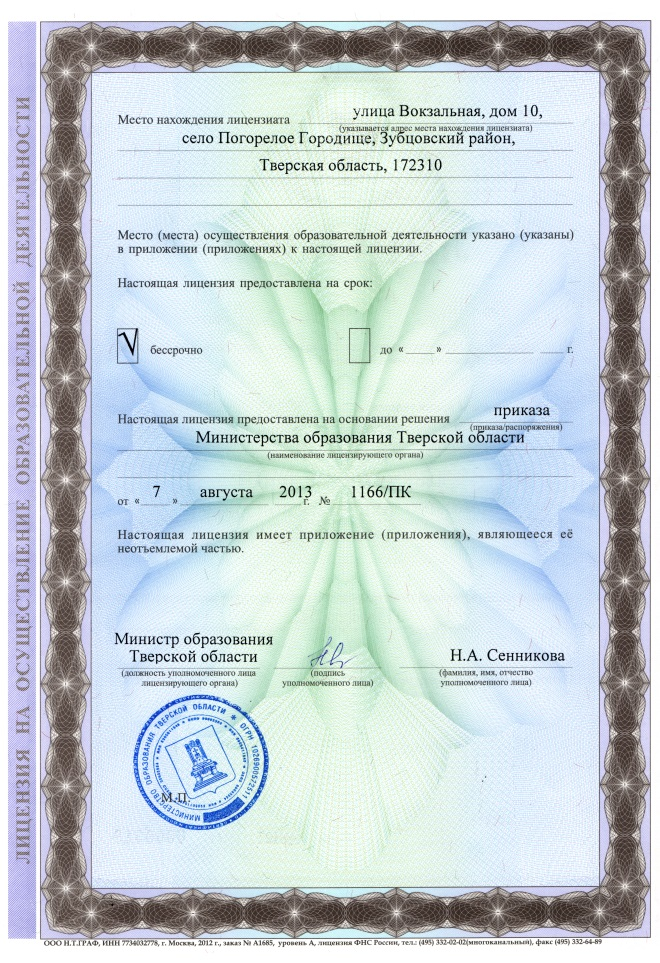 ЛИЦЕНЗИЯ НА ОСУЩЕСТВЛЕНИЕ ОБРАЗОВАТЕЛЬНОЙ ДЕЯТЕЛЬНОСТИ
Место нахождения лицензиата улица Вокзальная, дом 10,
(указывается адрес места нахождения лицензиата)
село Погорелое Городище, Зубцовский район,
Тверская область, 172310
Место (места) осуществления образовательной деятельности указано (указаны)
в приложении (приложениях) к настоящей лицензии.
Настоящая лицензия предоставлена на срок:
√ бессрочно до « » г.
Настоящая лицензия предоставлена на основании решения приказа
(приказа/распоряжения)
Министерства образования Тверской области
(наименование лицензирующего органа)
от « 7 » августа 2013 г. № 1166/ПК
Настоящая лицензия имеет приложение (приложения), являющееся её
неотъемлемой частью.
Министр образования
Тверской области Н.А. Сенникова
(должность уполномоченного лица (подпись (фамилия, имя, отчество
лицензирующего органа) уполномоченного лица) уполномоченного лица)
МИНИСТЕРСТВО ОБРАЗОВАНИЯ ТВЕРСКОЙ ОБЛАСТИ * ОГРН
М.П.
ООО Н.Т.ГРАФ, ИНН 7734032778, г. Москва, 2012 г., заказ № А1685, уровень А, лицензия ФНС России, тел.: (495) 332-02-02(многоканальный), факс (495) 332-64-89